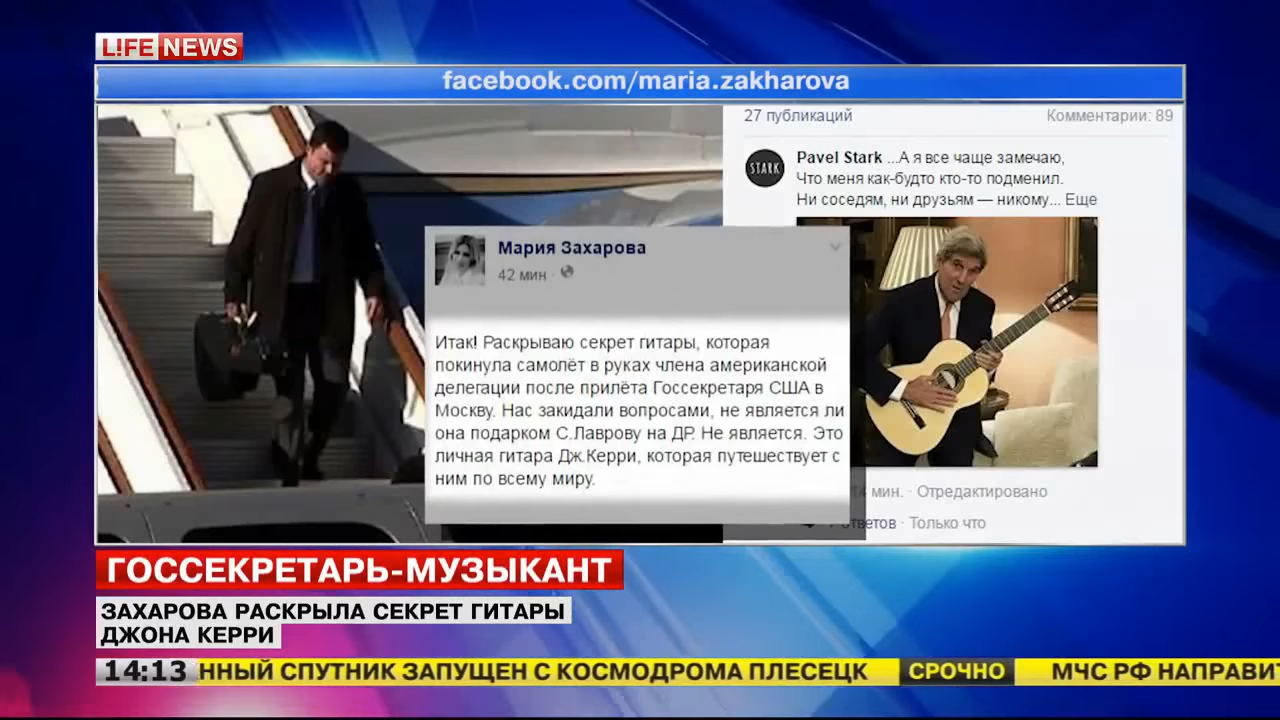 L!FE NEWS
facebook.com/maria.zakharova
27 публикаций
Комментарии: 89
STARK
Pavel Stark ...А я все чаще замечаю,
Что меня как-будто кто-то подменил.
Ни соседям, ни друзьям — никому... Еще
Мария Захарова
42 мин
Итак! Раскрываю секрет гитары, которая
покинула самолёт в руках члена американской
делегации после прилёта Госсекретаря США в
Москву. Нас закидали вопросами, не является ли
она подарком С.Лаврову на ДР. Не является. Это
личная гитара Дж.Керри, которая путешествует с
ним по всему миру.
14 мин. · Отредактировано
ответов · Только что
ГОССЕКРЕТАРЬ-МУЗЫКАНТ
ЗАХАРОВА РАСКРЫЛА СЕКРЕТ ГИТАРЫ
ДЖОНА КЕРРИ
14:13 ННЫЙ СПУТНИК ЗАПУЩЕН С КОСМОДРОМА ПЛЕСЕЦК СРОЧНО МЧС РФ НАПРАВИТ